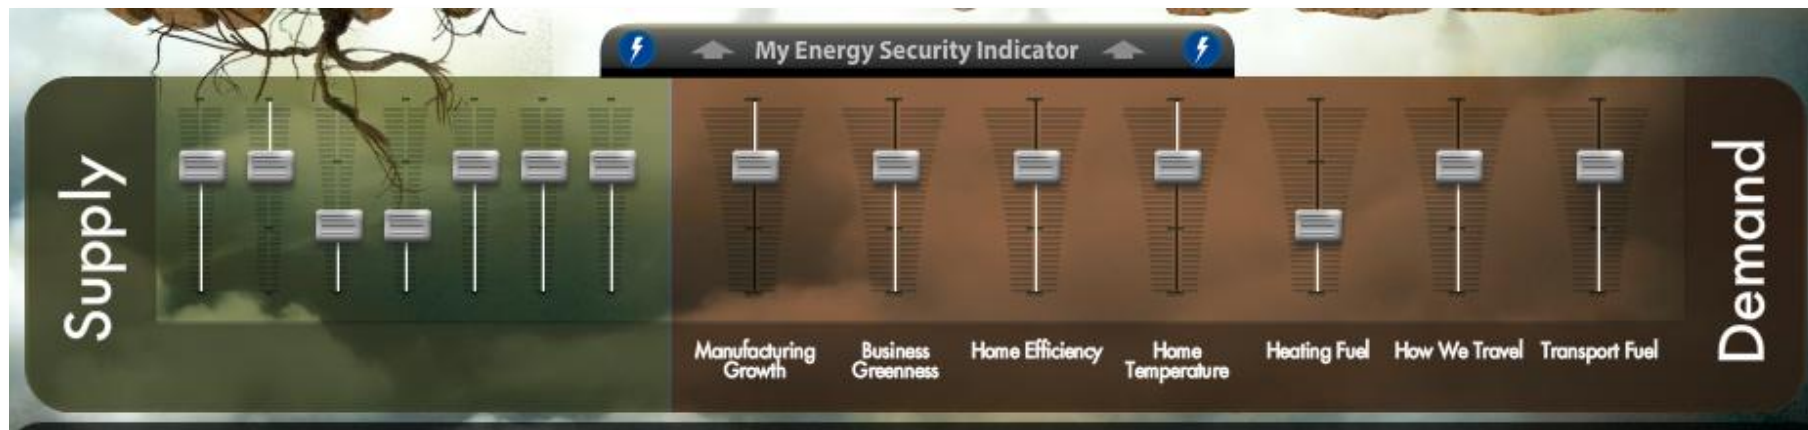 My Energy Security Indicator
Supply
Manufacturing
Growth
Business
Greenness
Home Efficiency
Home
Temperature
Heating Fuel
How We Travel
Transport Fuel
Demand